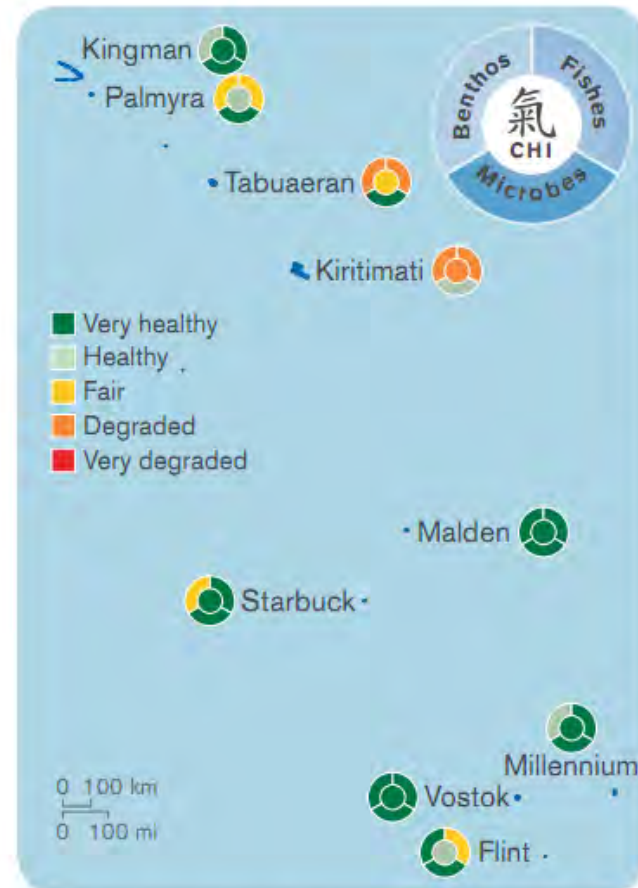 Kingman
Palmyra
Benthos
Fishes
氣
CHI
Microbes
Tabuaeran
Kiritimati
Very healthy
Healthy
Fair
Degraded
Very degraded
Malden
Starbuck
Millennium
0 100 km
0 100 mi
Vostok
Flint